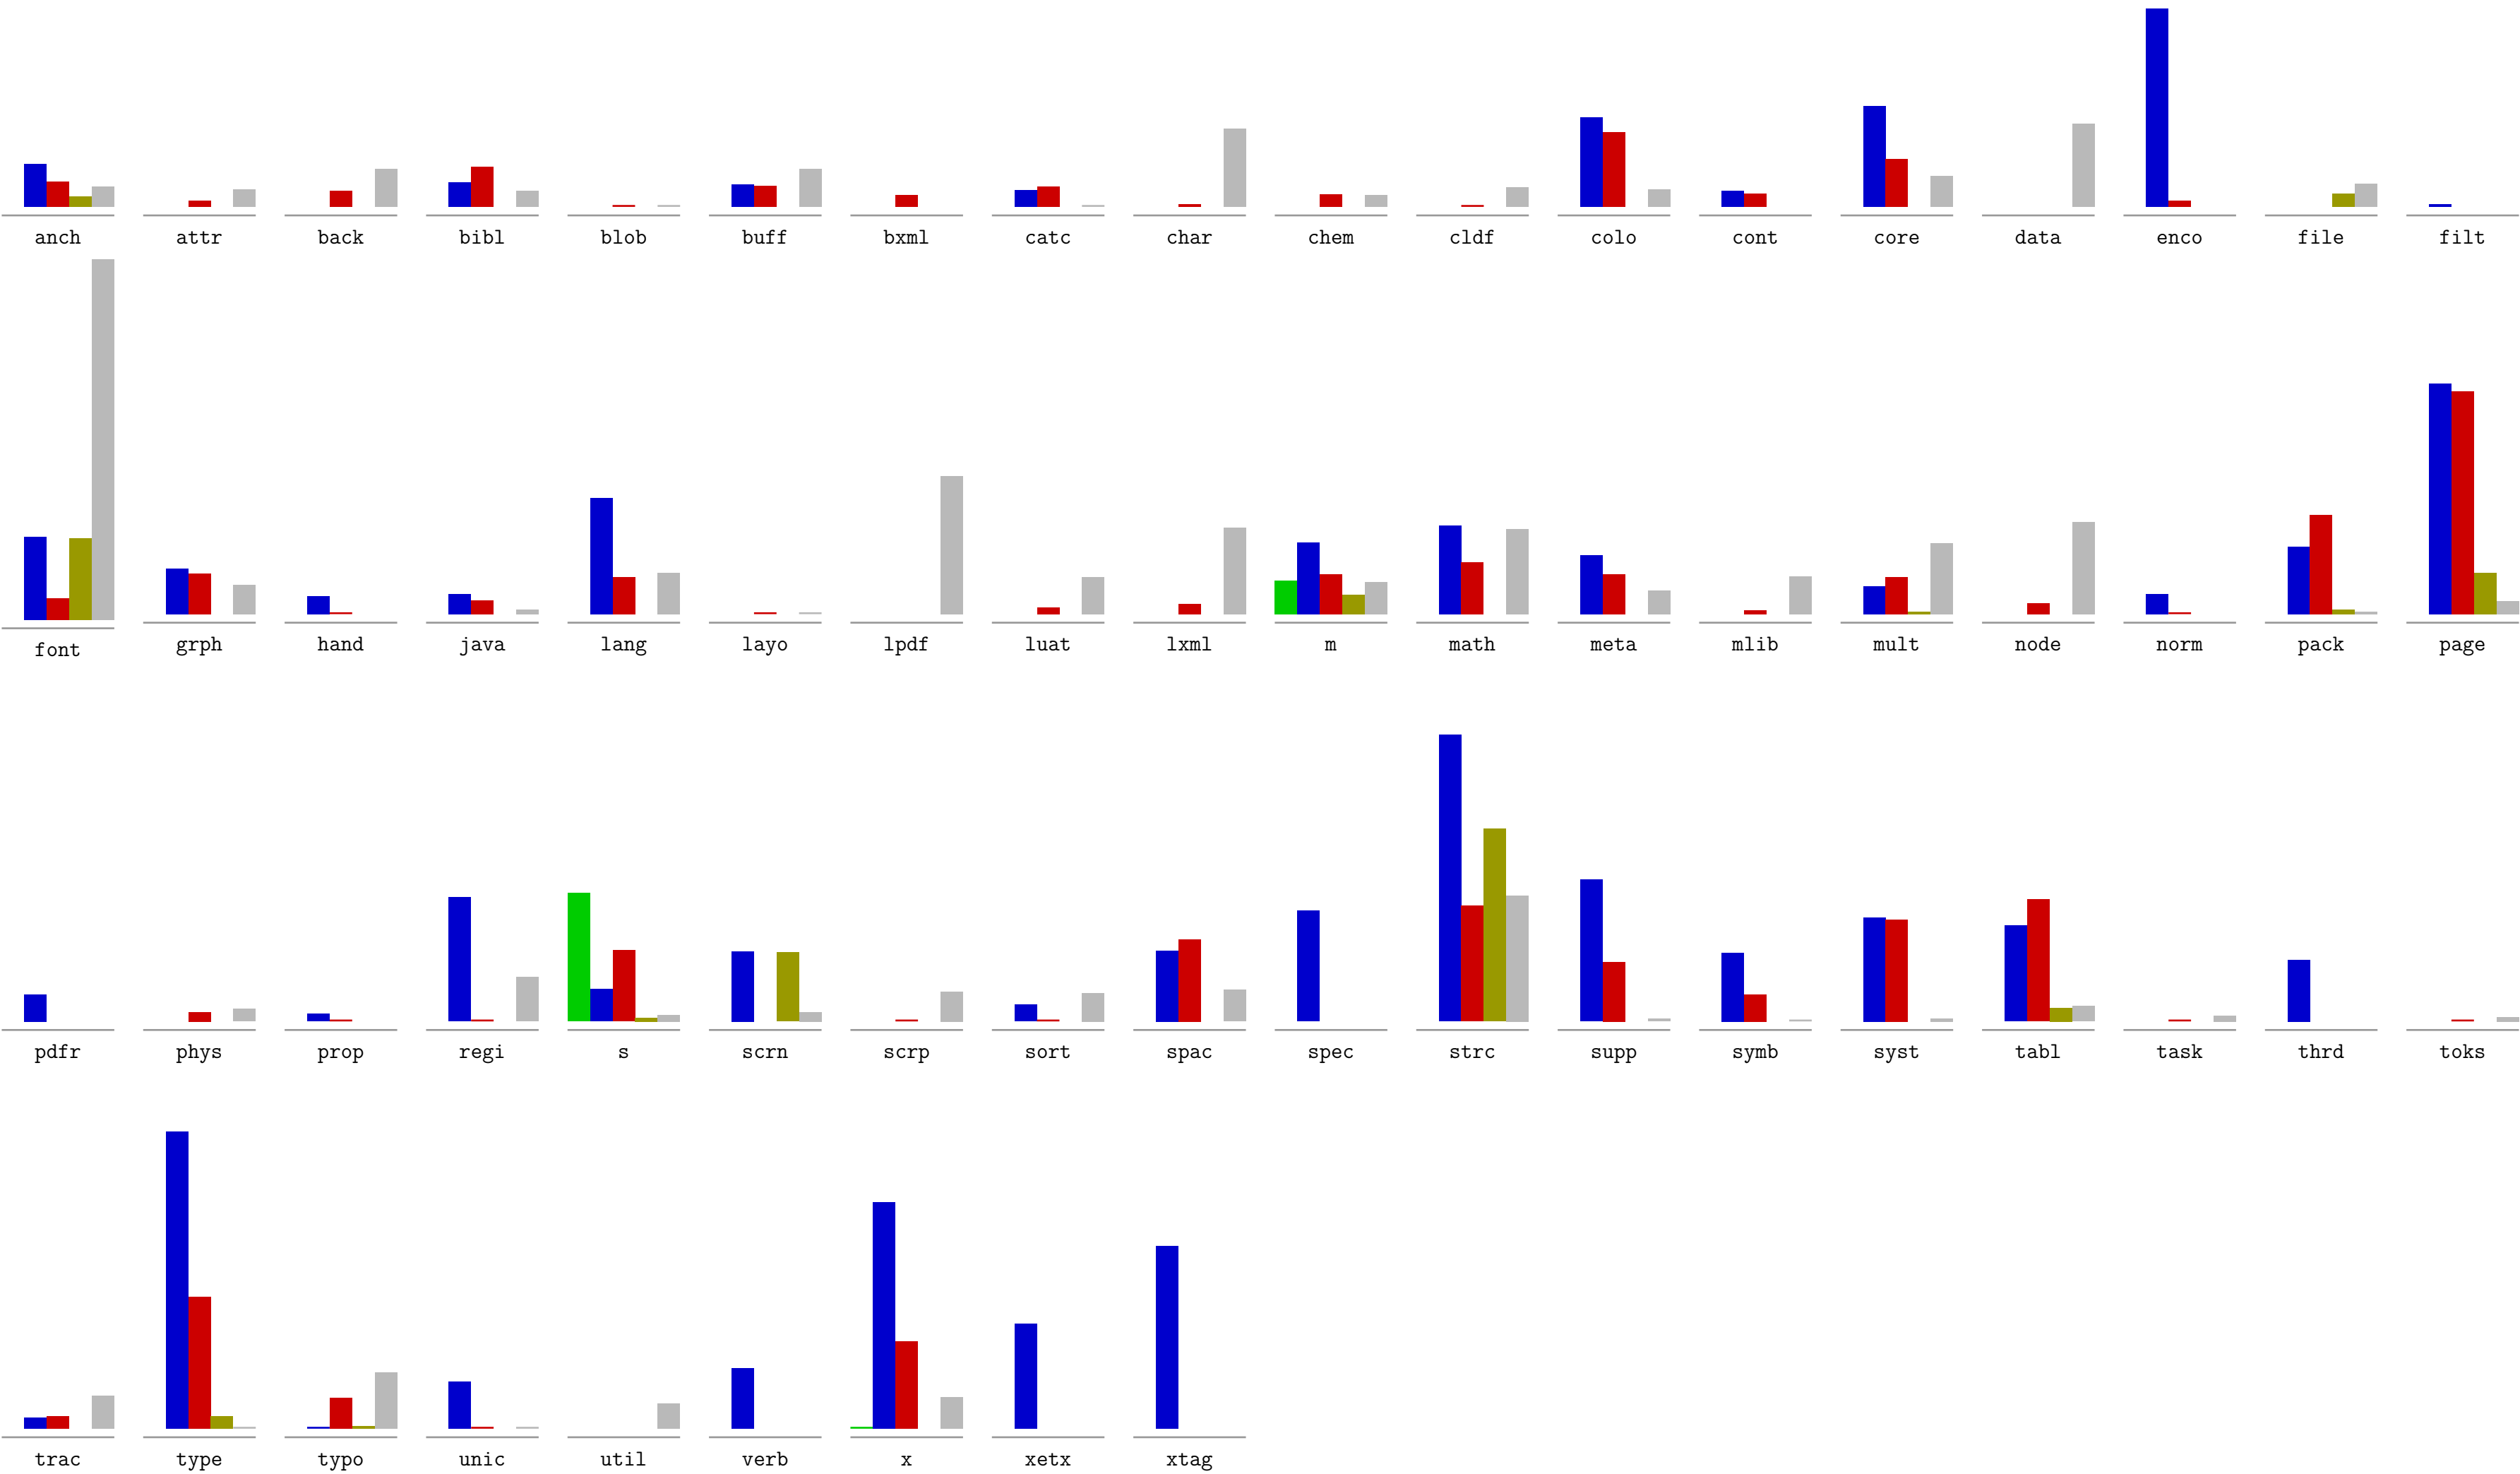 anch attr back bibl blob buff bxml catc char chem cldf colo cont core data enco file filt
font grph hand java lang layo lpdf luat lxml m math meta mlib mult node norm pack page
pdfr phys prop regi s scrn scrp sort spac spec strc supp symb syst tabl task thrd toks
trac type typo unic util verb x xetx xtag